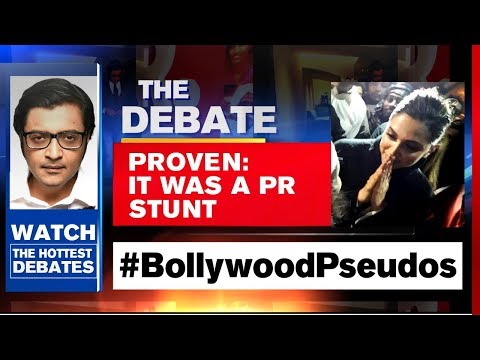 THE
DEBATE
PROVEN:
IT WAS A PR
STUNT
WATCH
THE HOTTEST
DEBATES
#BollywoodPseudos